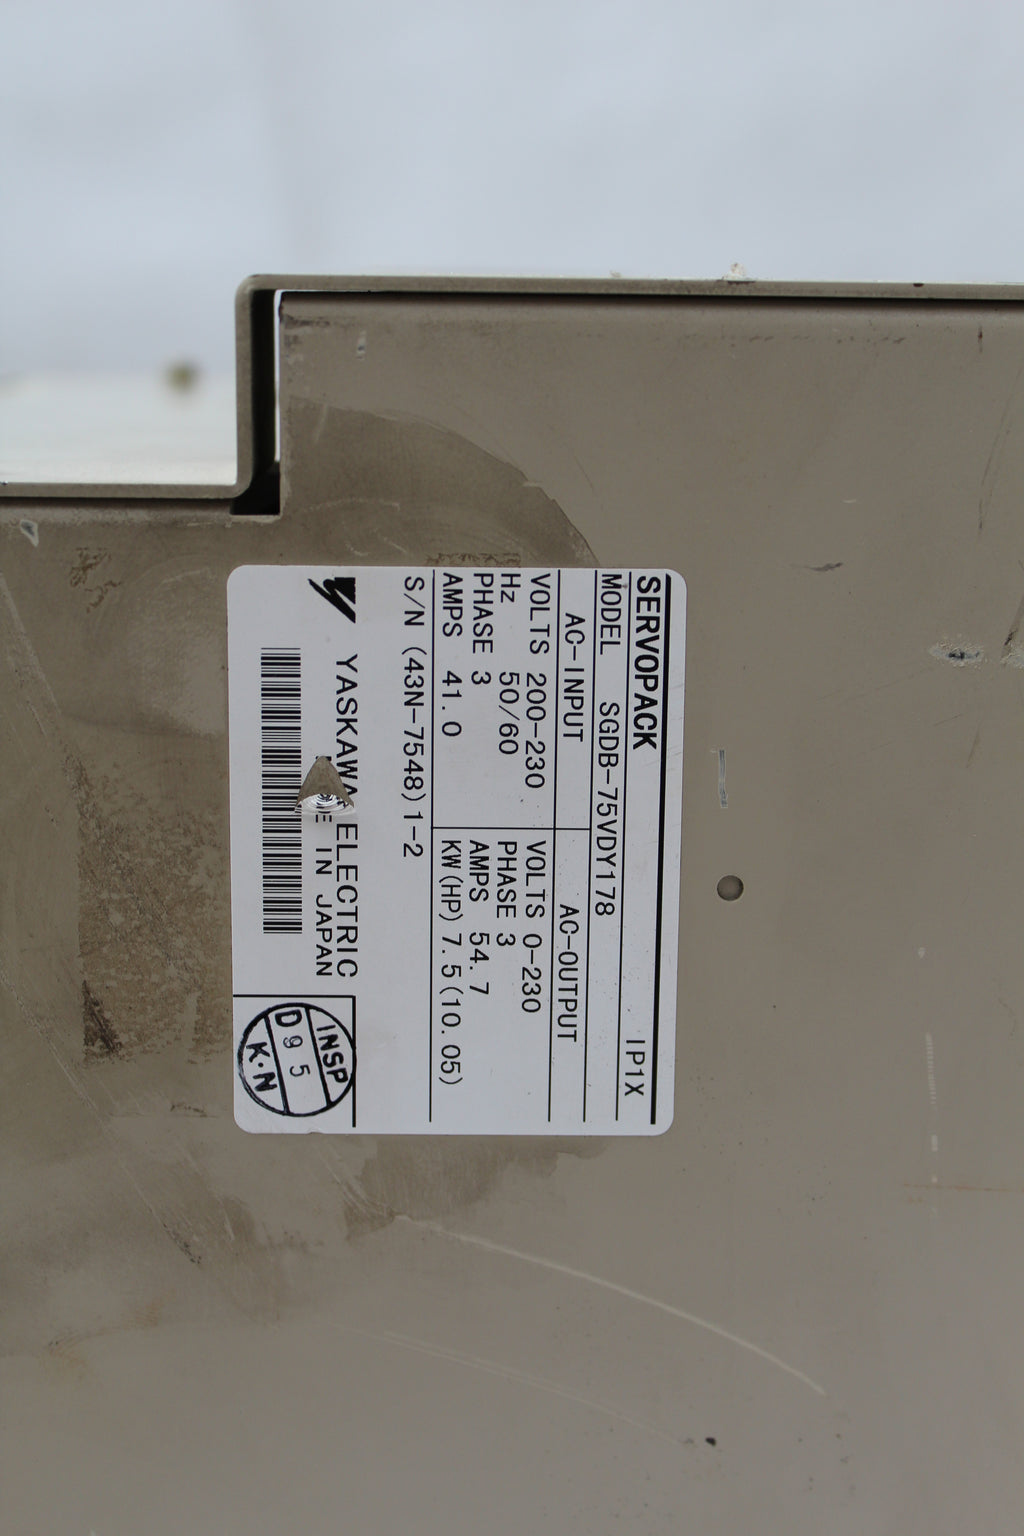 SERVOPACK IP1X
MODEL SGDB-75VDY178
AC-INPUT AC-OUTPUT
VOLTS 200-230 VOLTS 0-230
Hz 50/60 PHASE 3
PHASE 3 AMPS 54.7
AMPS 41.0 KW(HP) 7.5(10.05)
S/N (43N-7548)1-2
YASKAWA ELECTRIC
IN JAPAN
INSP
D 9 5
K·N